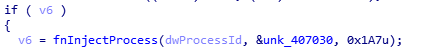 if ( v6 )
{
v6 = fnInjectProcess(dwProcessId, &unk_407030, 0x1A7u);